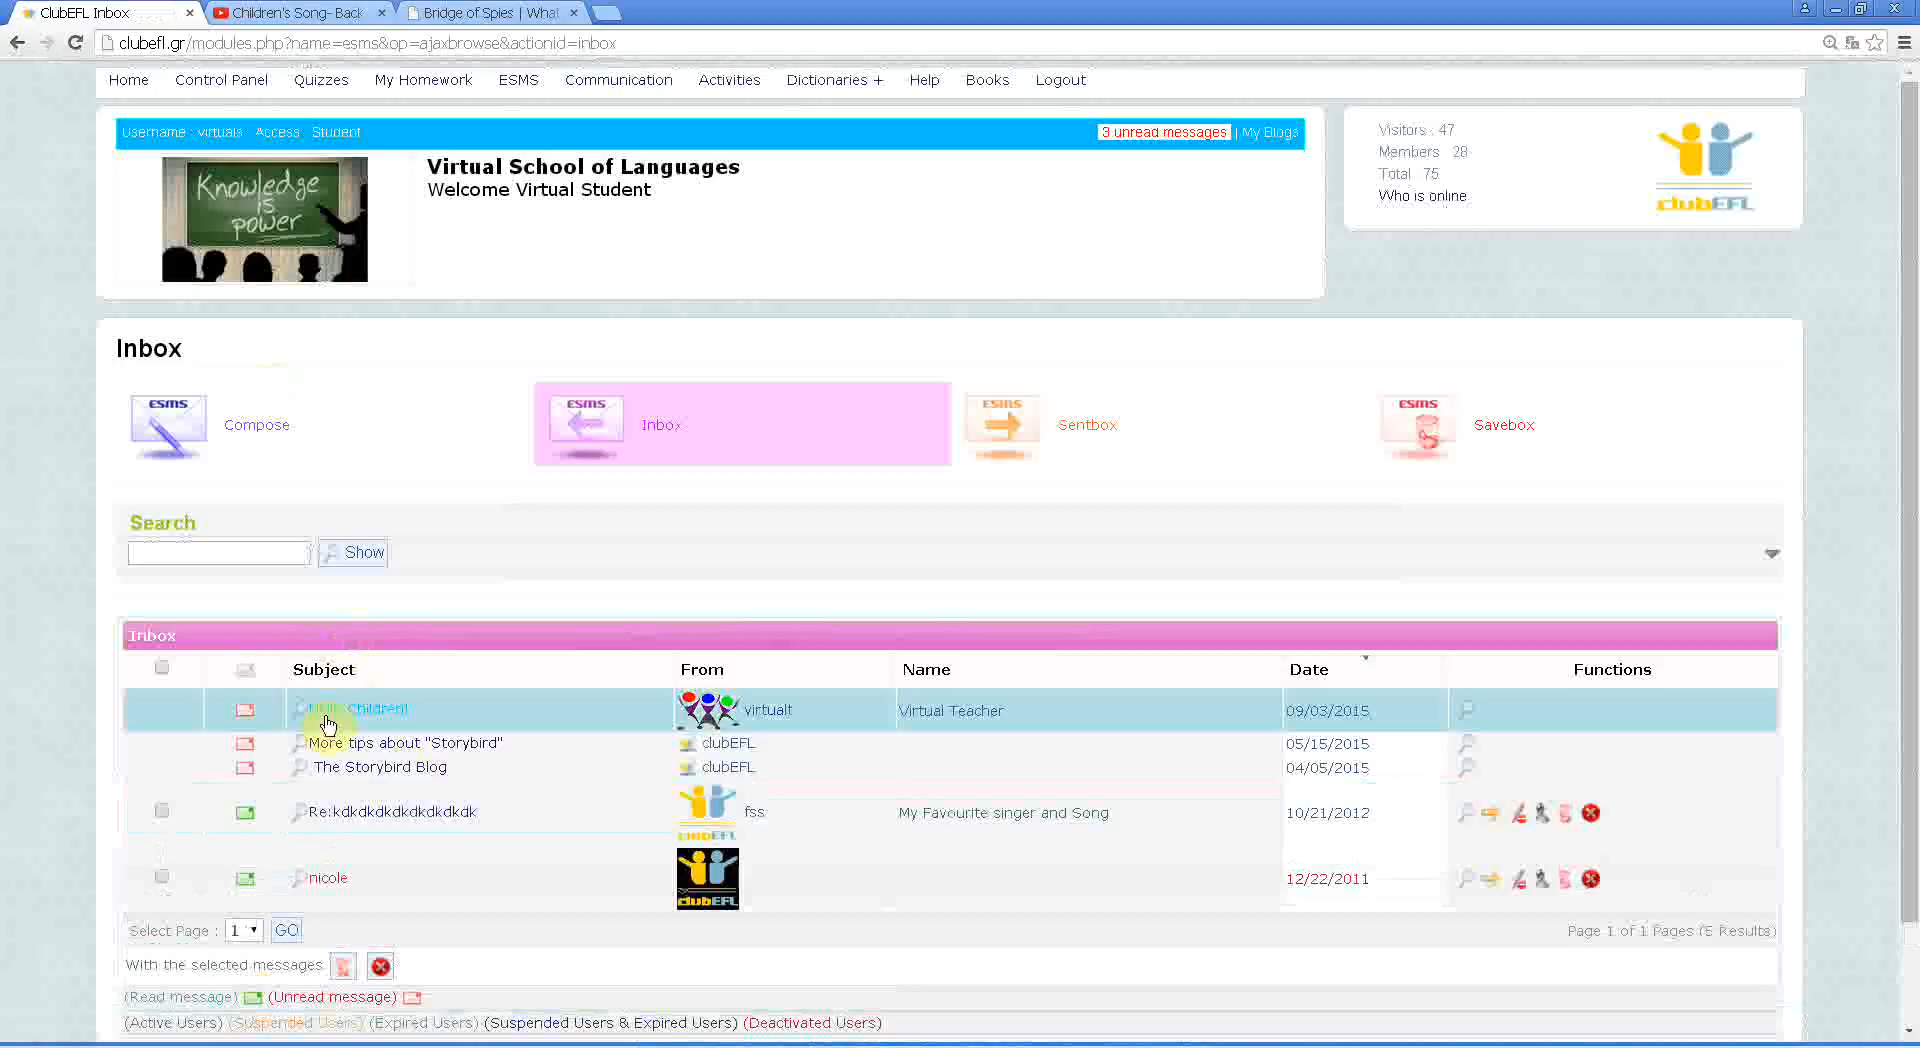 ClubEFL Inbox
Children's Song- Back
Bridge of Spies | What
clubefl.gr/modules.php?name=esms&op=ajaxbrowse&actionid=inbox
Home Control Panel Quizzes My Homework ESMS Communication Activities Dictionaries + Help Books Logout
Username : virtuals Access Student
3 unread messages | My Blogs
Knowledge
is
power
Virtual School of Languages
Welcome Virtual Student
Visitors : 47
Members 28
Total 75
Who is online
clubEFL
Inbox
ESMS Compose
ESMS Inbox
ESMS Sentbox
ESMS Savebox
Search
Show
Inbox
Subject From Name Date Functions
Children! virtualt Virtual Teacher 09/03/2015
More tips about "Storybird" clubEFL 05/15/2015
The Storybird Blog clubEFL 04/05/2015
Re:kdkdkdkdkdkdkdkdk clubEFL fss My Favourite singer and Song 10/21/2012
nicole clubEFL 12/22/2011
Select Page : 1 GO
Page 1 of 1 Pages (5 Results)
With the selected messages
(Read message) (Unread message)
(Active Users) (Suspended Users) (Expired Users) (Suspended Users & Expired Users) (Deactivated Users)